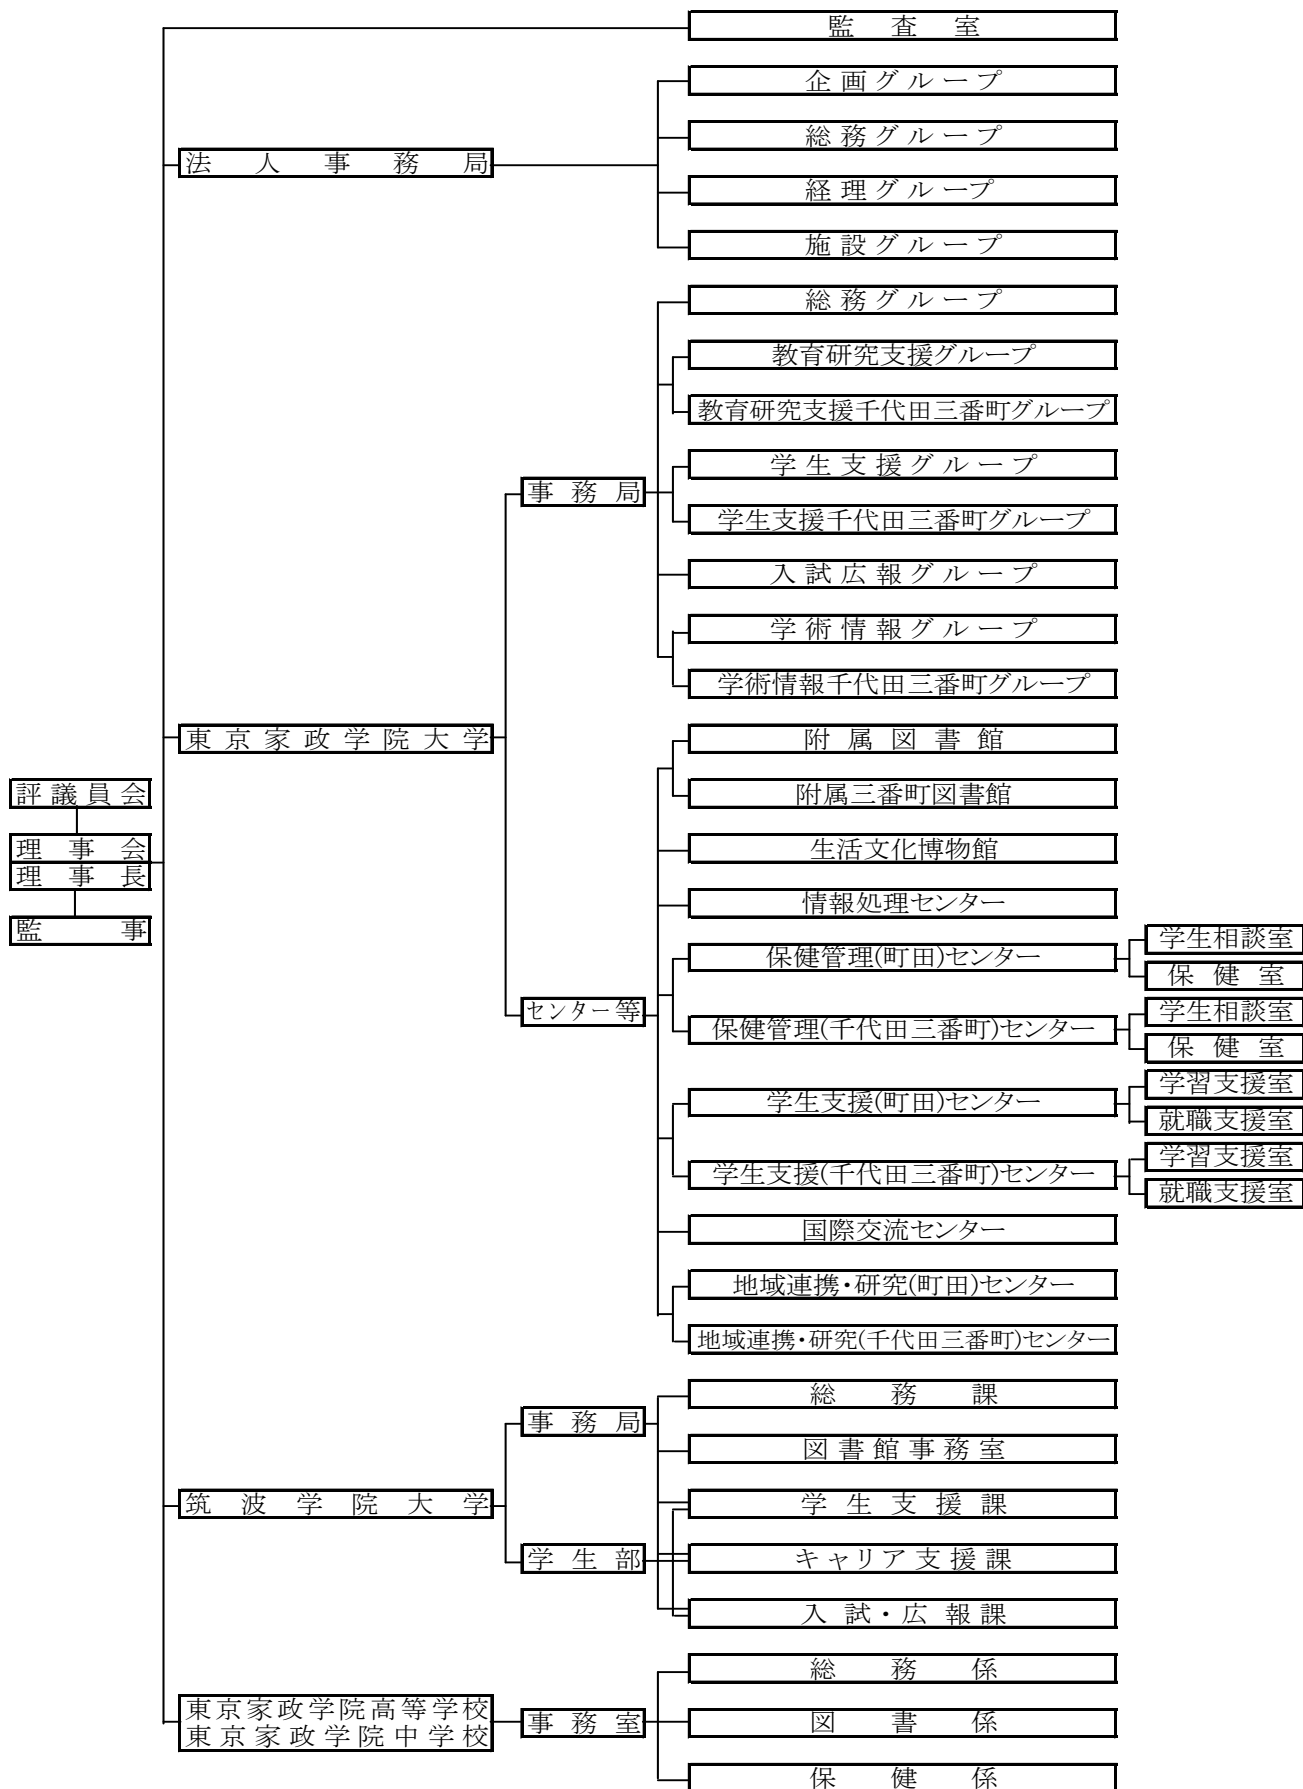 監査室
企画グループ
総務グループ
法人事務局
経理グループ
施設グループ
総務グループ
教育研究支援グループ
教育研究支援千代田三番町グループ
学生支援グループ
事務局
学生支援千代田三番町グループ
入試広報グループ
学術情報グループ
学術情報千代田三番町グループ
東京家政学院大学
附属図書館
評議員会
附属三番町図書館
理事会
理事長
生活文化博物館
情報処理センター
監事
保健管理(町田)センター
学生相談室
保健室
センター等
保健管理(千代田三番町)センター
学生相談室
保健室
学生支援(町田)センター
学習支援室
就職支援室
学生支援(千代田三番町)センター
学習支援室
就職支援室
国際交流センター
地域連携・研究(町田)センター
地域連携・研究(千代田三番町)センター
総務課
事務局
図書館事務室
筑波学院大学
学生支援課
学生部
キャリア支援課
入試・広報課
総務係
東京家政学院高等学校
東京家政学院中学校
事務室
図書係
保健係